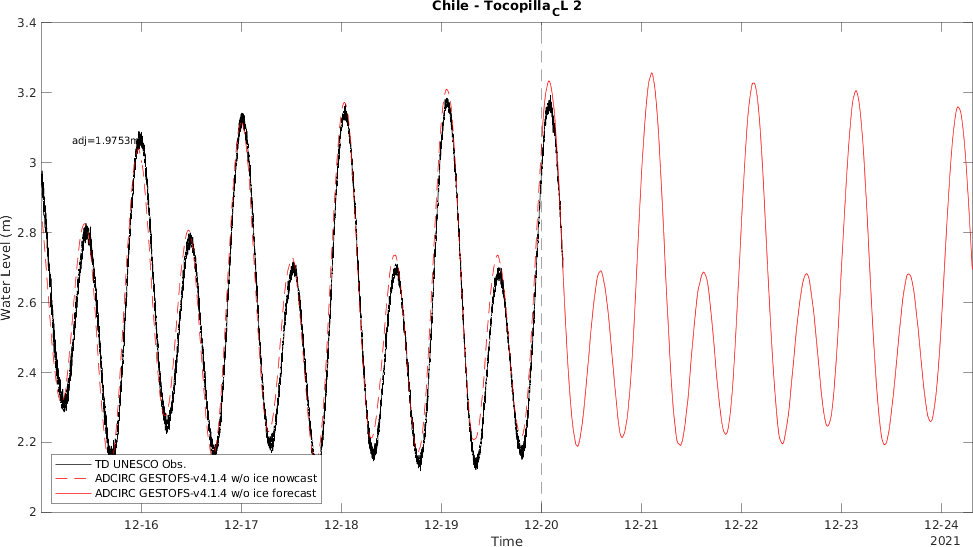 Chile - Tocopilla_CL 2
3.4
3.2
3
2.8
2.6
2.4
2.2
2
Water Level (m)
adj=1.9753m
TD UNESCO Obs.
ADCIRC GESTOFS-v4.1.4 w/o ice nowcast
ADCIRC GESTOFS-v4.1.4 w/o ice forecast
12-16 12-17 12-18 12-19 12-20 12-21 12-22 12-23 12-24
Time
2021